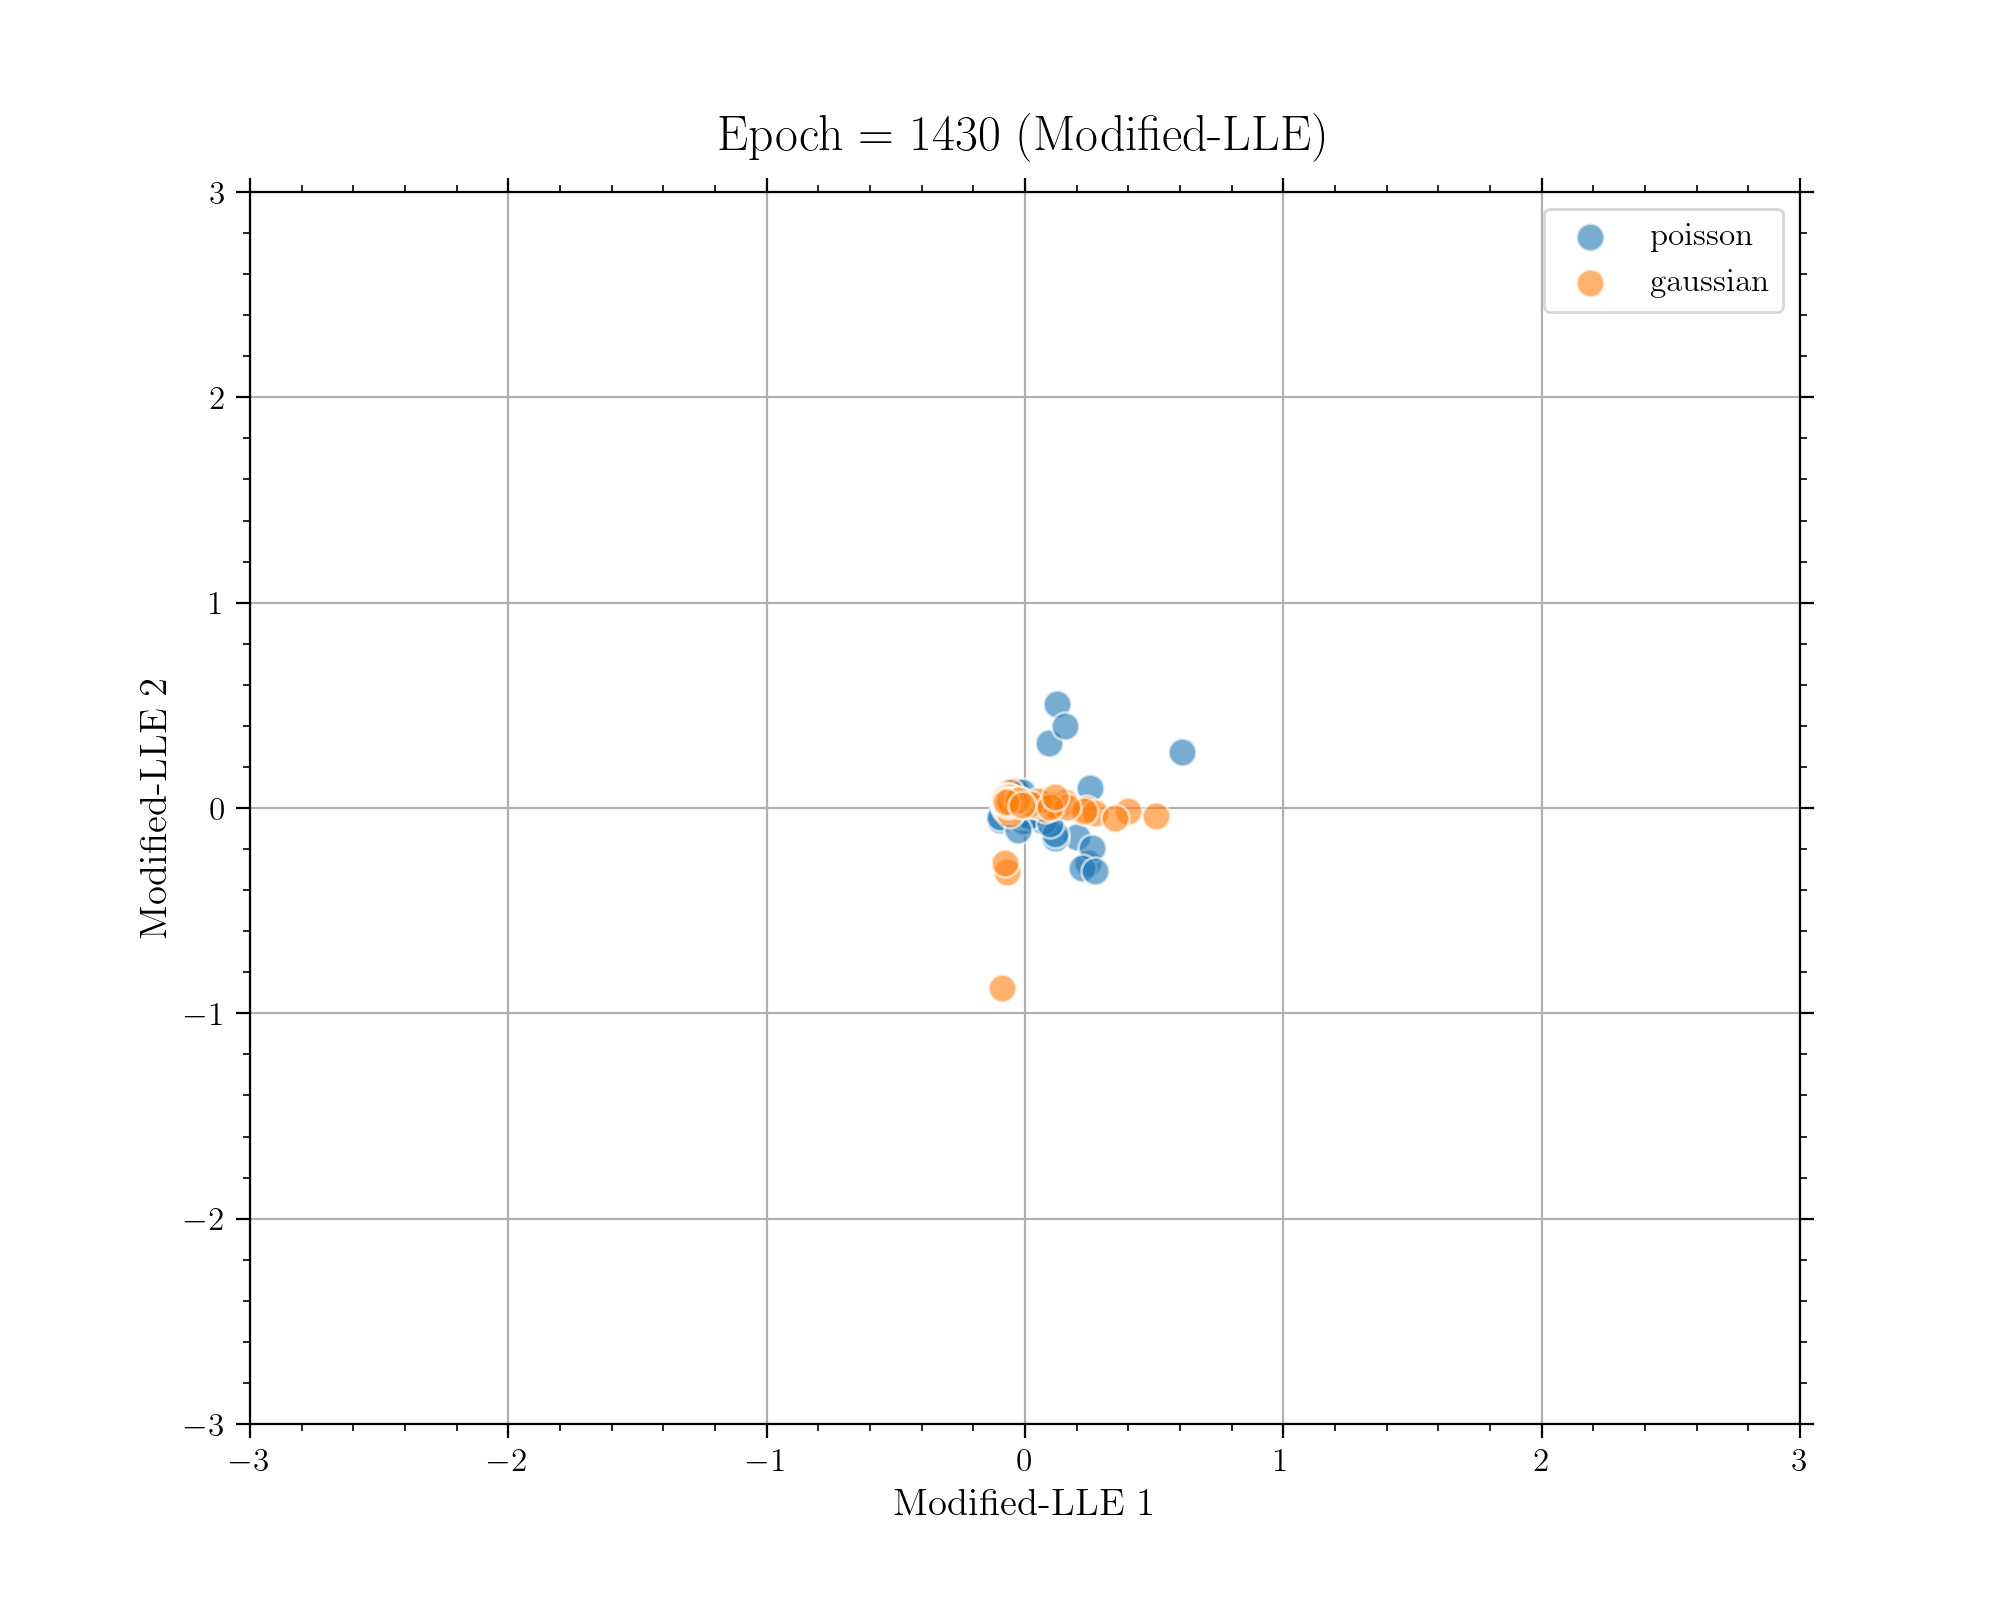 Epoch = 1430 (Modified-LLE)
poisson
gaussian
3
2
1
0
−1
−2
−3
Modified-LLE 2
−3
−2
−1
0
1
2
3
Modified-LLE 1